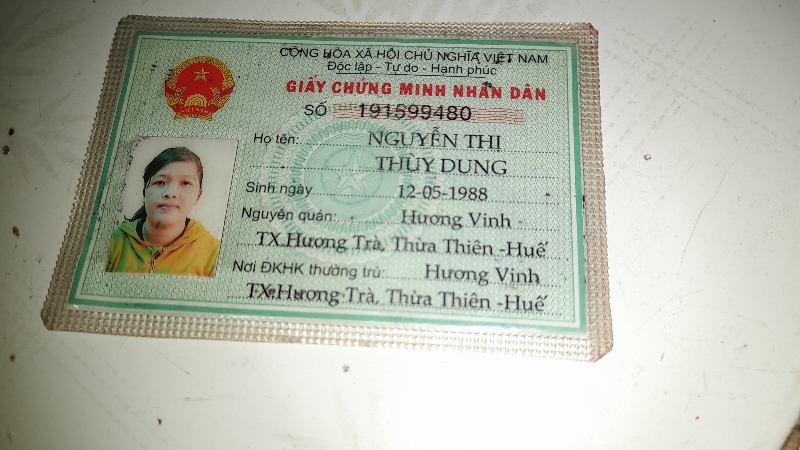 CỘNG HÒA XÃ HỘI CHỦ NGHĨA VIỆT NAM
Độc lập - Tự do - Hạnh phúc
GIẤY CHỨNG MINH NHÂN DÂN
SỐ 191599480
Họ tên: NGUYỄN THỊ
THUỲ DUNG
Sinh ngày 12-05-1988
Nguyên quán: Hương Vinh -
TX.Hương Trà, Thừa Thiên -Huế
Nơi ĐKHK thường trú: Hương Vinh
TX.Hương Trà, Thừa Thiên -Huế